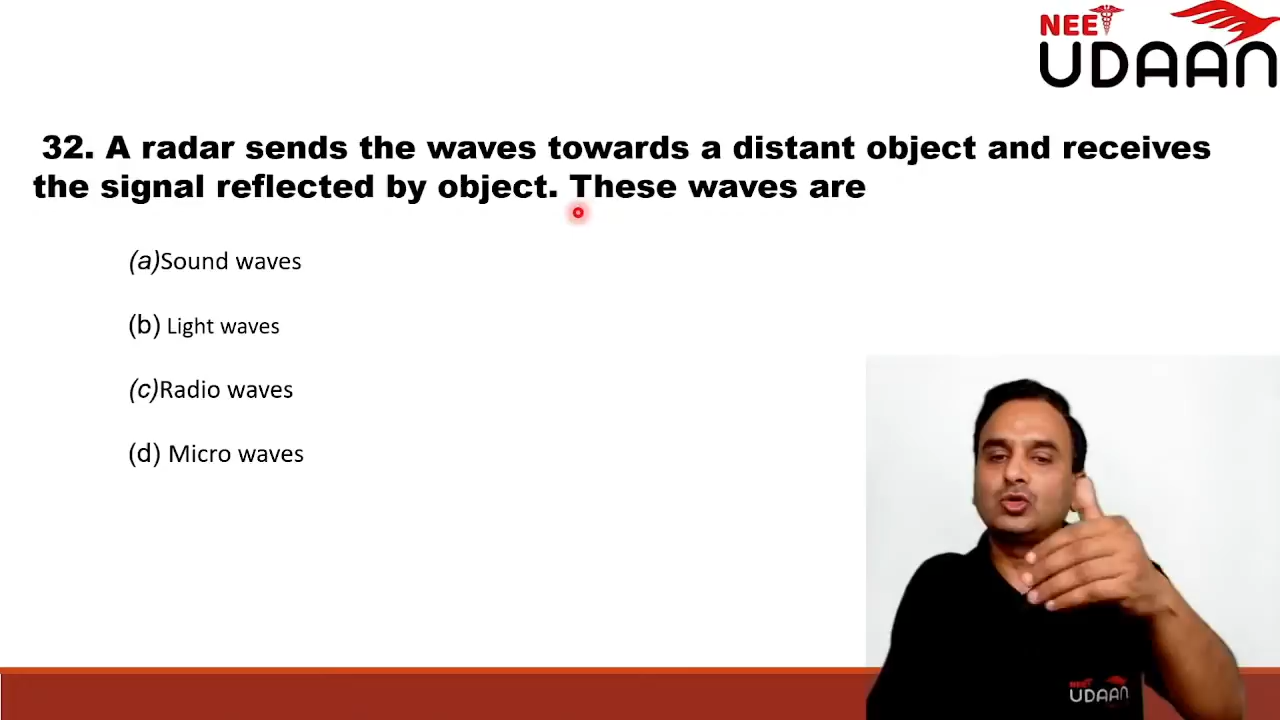 NEET
UDAAN
32. A radar sends the waves towards a distant object and receives
the signal reflected by object. These waves are
(a)Sound waves
(b) Light waves
(c)Radio waves
(d) Micro waves
NEET
UDAAN